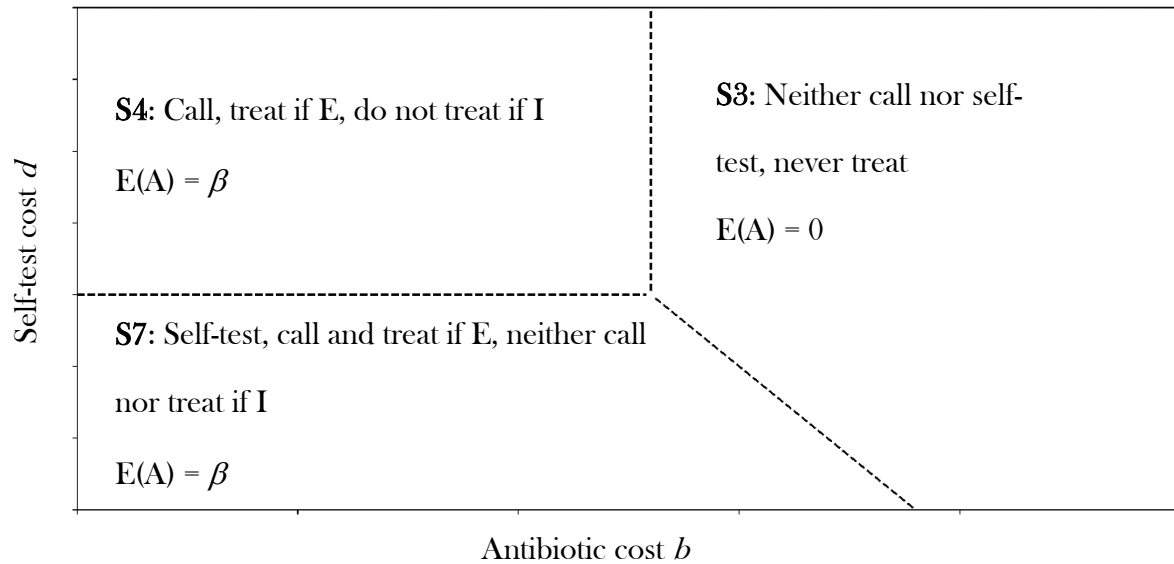 S4: Call, treat if E, do not treat if I
E(A) = β
S3: Neither call nor self-
test, never treat
E(A) = 0
S7: Self-test, call and treat if E, neither call
nor treat if I
E(A) = β
Self-test cost d
Antibiotic cost b